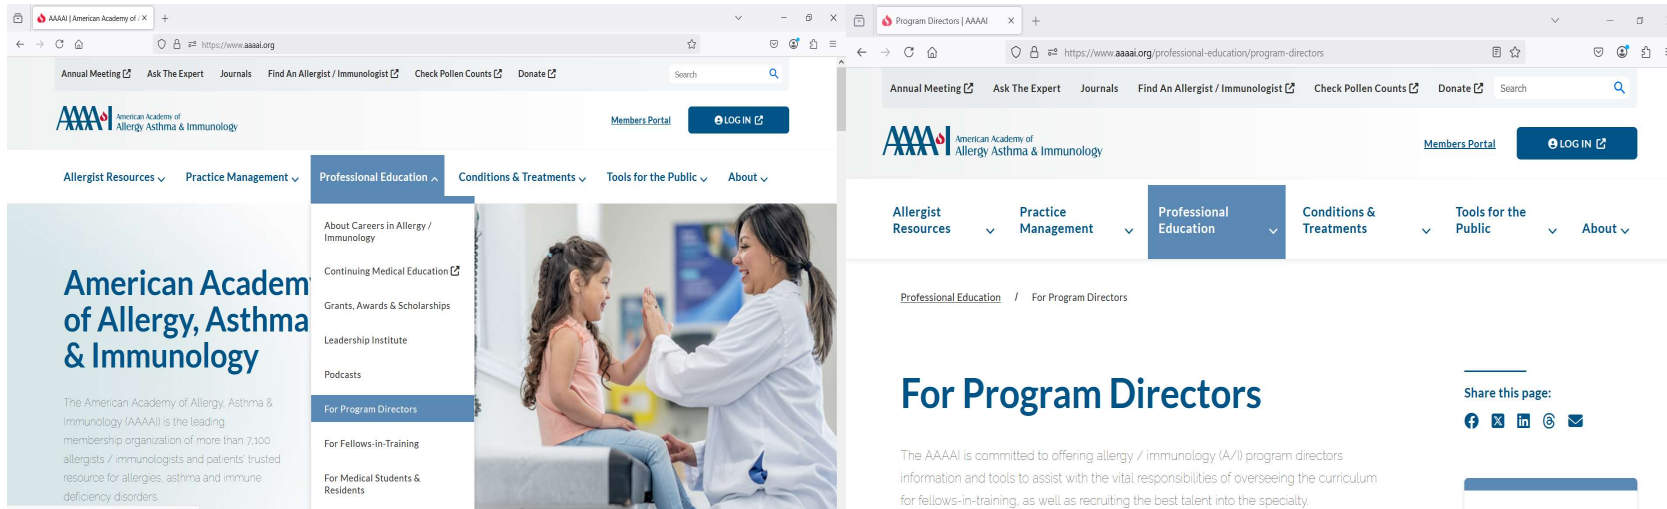 AAAAI | American Academy of
https://www.aaaai.org
Annual Meeting Ask The Expert Journals Find An Allergist / Immunologist Check Pollen Counts Donate Search
AAAAI American Academy of
Allergy Asthma & Immunology
Members Portal LOG IN
Allergist Resources Practice Management Professional Education Conditions & Treatments Tools for the Public About
About Careers in Allergy /
Immunology
Continuing Medical Education
Grants, Awards & Scholarships
Leadership Institute
Podcasts
For Program Directors
For Fellows-in-Training
For Medical Students &
Residents
American Academ
of Allergy, Asthma
& Immunology
The American Academy of Allergy, Asthma &
Immunology (AAAAI) is the leading
membership organization of more than 7,100
allergists / immunologists and patients' trusted
resource for allergies, asthma and immune
deficiency disorders.
Program Directors | AAAAI
https://www.aaaai.org/professional-education/program-directors
Annual Meeting Ask The Expert Journals Find An Allergist / Immunologist Check Pollen Counts Donate Search
AAAAI American Academy of
Allergy Asthma & Immunology
Members Portal LOG IN
Allergist
Resources
Practice
Management
Professional
Education
Conditions &
Treatments
Tools for the
Public
About
Professional Education / For Program Directors
For Program Directors
Share this page:
The AAAAI is committed to offering allergy / immunology (A/I) program directors
information and tools to assist with the vital responsibilities of overseeing the curriculum
for fellows-in-training, as well as recruiting the best talent into the specialty.